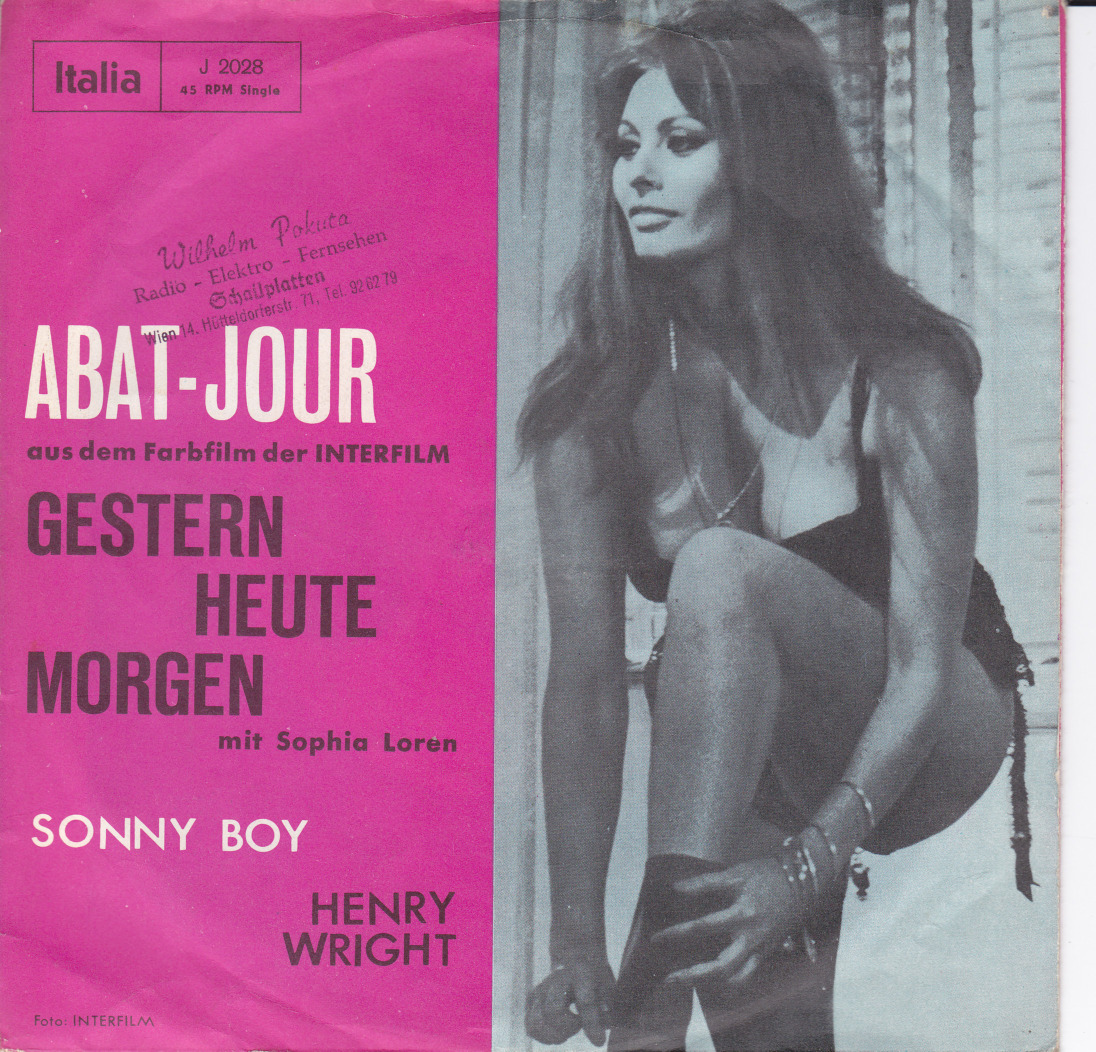 Italia
J 2028
45 RPM Single
Wilhelm Pokuta
Radio - Elektro - Fernsehen
Schallplatten
Wien 14, Hütteldorferstr. 71, Tel. 92 62 79
ABAT-JOUR
aus dem Farbfilm der INTERFILM
GESTERN
HEUTE
MORGEN
mit Sophia Loren
SONNY BOY
HENRY
WRIGHT
Foto: INTERFILM